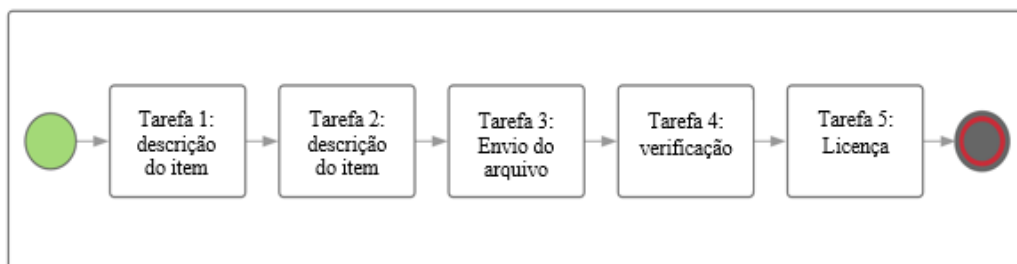 Tarefa 1:
descrição
do item
Tarefa 2:
descrição
do item
Tarefa 3:
Envio do
arquivo
Tarefa 4:
verificação
Tarefa 5:
Licença